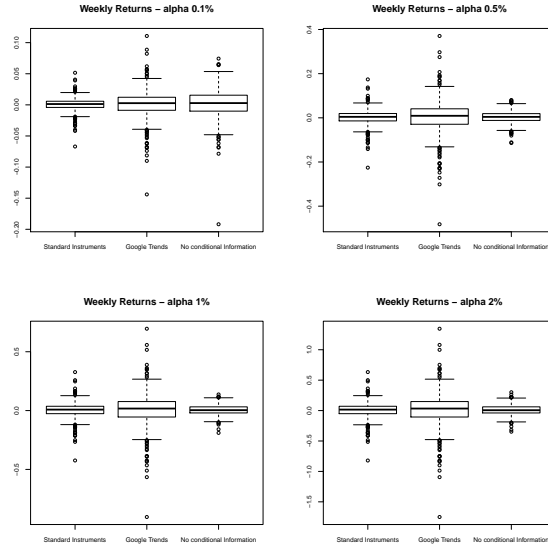 Weekly Returns – alpha 0.1%
0.10
0.05
0.00
−0.05
−0.10
−0.15
−0.20
Standard Instruments Google Trends No conditional Information
Weekly Returns – alpha 0.5%
0.4
0.2
0.0
−0.2
−0.4
Standard Instruments Google Trends No conditional Information
Weekly Returns – alpha 1%
0.5
0.0
−0.5
Standard Instruments Google Trends No conditional Information
Weekly Returns – alpha 2%
1.0
0.5
0.0
−0.5
−1.0
−1.5
Standard Instruments Google Trends No conditional Information